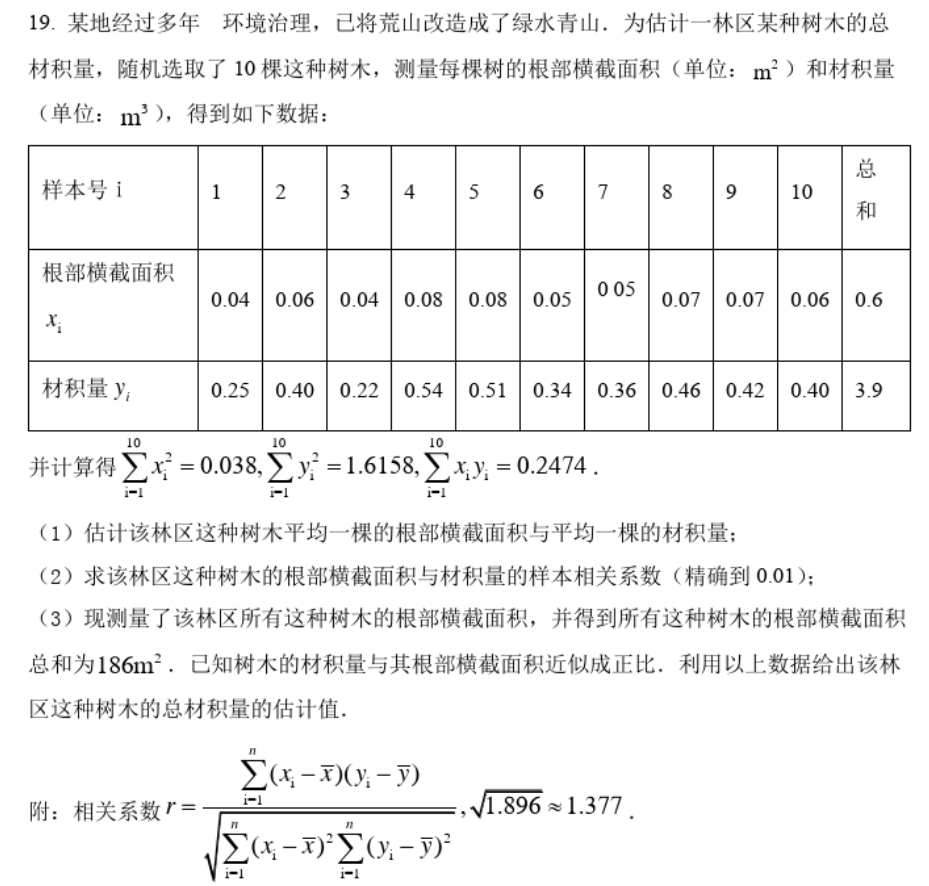 19. 某地经过多年 环境治理，已将荒山改造成了绿水青山．为估计一林区某种树木的总
材积量，随机选取了 10 棵这种树木，测量每棵树的根部横截面积（单位：m²）和材积量
（单位：m³），得到如下数据：
样本号 i 1 2 3 4 5 6 7 8 9 10 总和
根部横截面积 xᵢ 0.04 0.06 0.04 0.08 0.08 0.05 0 05 0.07 0.07 0.06 0.6
材积量 yᵢ 0.25 0.40 0.22 0.54 0.51 0.34 0.36 0.46 0.42 0.40 3.9
并计算得 \sum_{i=1}^{10} x_i^2 = 0.038, \sum_{i=1}^{10} y_i^2 = 1.6158, \sum_{i=1}^{10} x_i y_i = 0.2474．
（1）估计该林区这种树木平均一棵的根部横截面积与平均一棵的材积量；
（2）求该林区这种树木的根部横截面积与材积量的样本相关系数（精确到 0.01）；
（3）现测量了该林区所有这种树木的根部横截面积，并得到所有这种树木的根部横截面积
总和为186m²．已知树木的材积量与其根部横截面积近似成正比．利用以上数据给出该林
区这种树木的总材积量的估计值．
附：相关系数 r = \frac{\sum_{i=1}^{n}(x_i-\overline{x})(y_i-\overline{y})}{\sqrt{\sum_{i=1}^{n}(x_i-\overline{x})^2\sum_{i=1}^{n}(y_i-\overline{y})^2}}, \sqrt{1.896} ≈ 1.377．